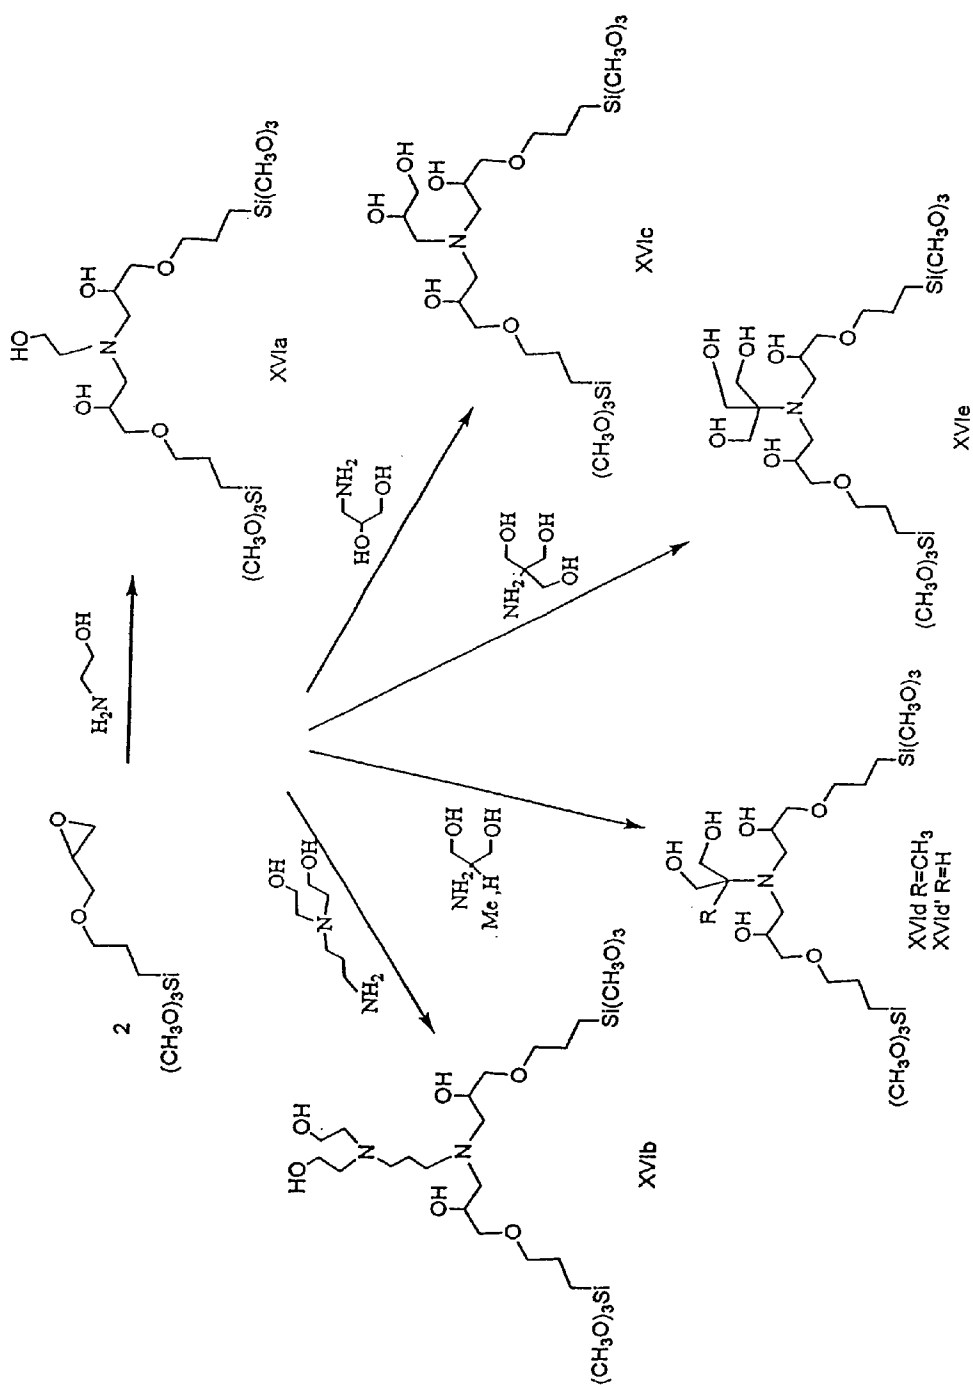 (CH3O)3Si
O
O
2
H2N
OH
HO
N
OH
OH
O
O
(CH3O)3Si
Si(CH3O)3
XVIa
NH2
HO
OH
OH
OH
N
OH
OH
O
O
(CH3O)3Si
Si(CH3O)3
XVIc
NH2
OH
OH
OH
OH
OH
OH
N
OH
OH
O
O
(CH3O)3Si
Si(CH3O)3
XVIe
NH2
OH
OH
Me ,H
HO
OH
R
N
OH
OH
O
O
(CH3O)3Si
Si(CH3O)3
XVId R=CH3
XVId' R=H
OH
OH
N
NH2
HO
OH
N
N
OH
OH
O
O
(CH3O)3Si
Si(CH3O)3
XVIb